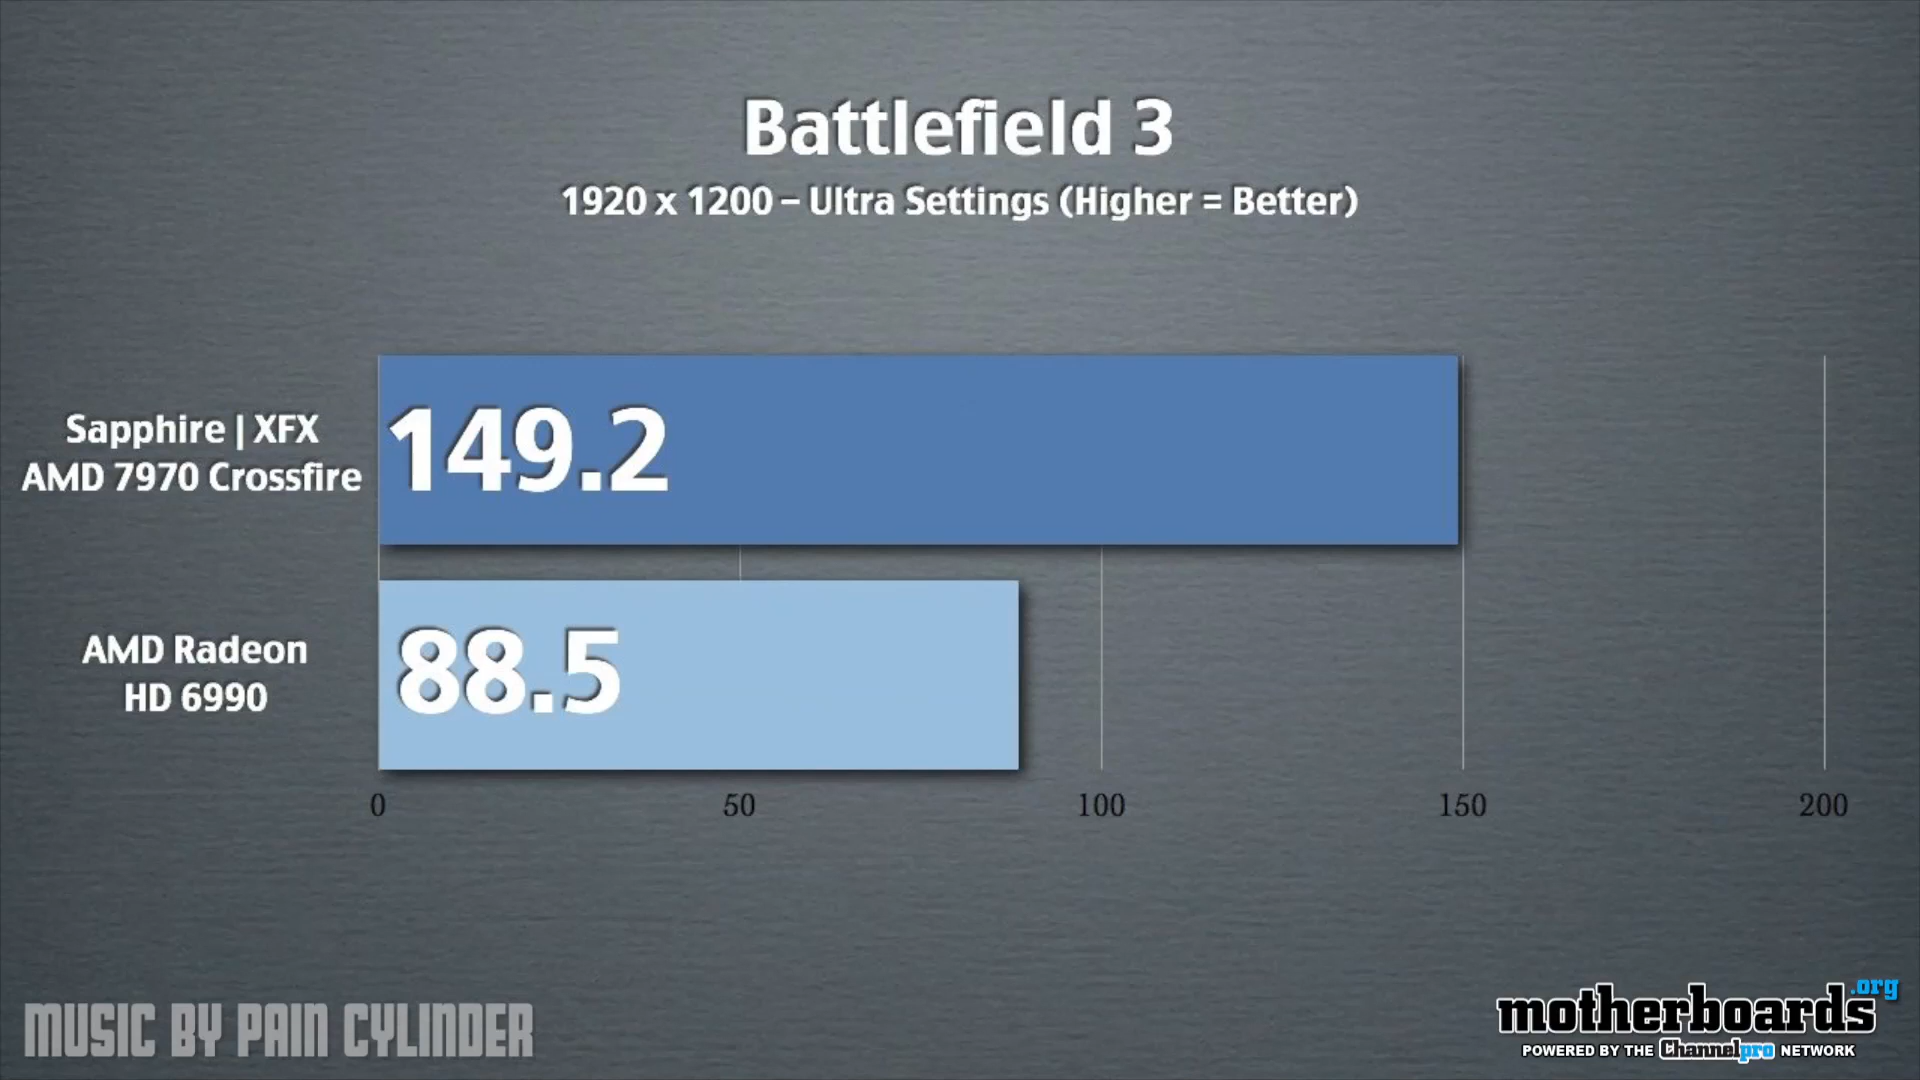 Battlefield 3
1920 x 1200 – Ultra Settings (Higher = Better)
Sapphire | XFX
AMD 7970 Crossfire
149.2
AMD Radeon
HD 6990
88.5
0 50 100 150 200
MUSIC BY PAIN CYLINDER
motherboards.org
POWERED BY THE Channelpro NETWORK